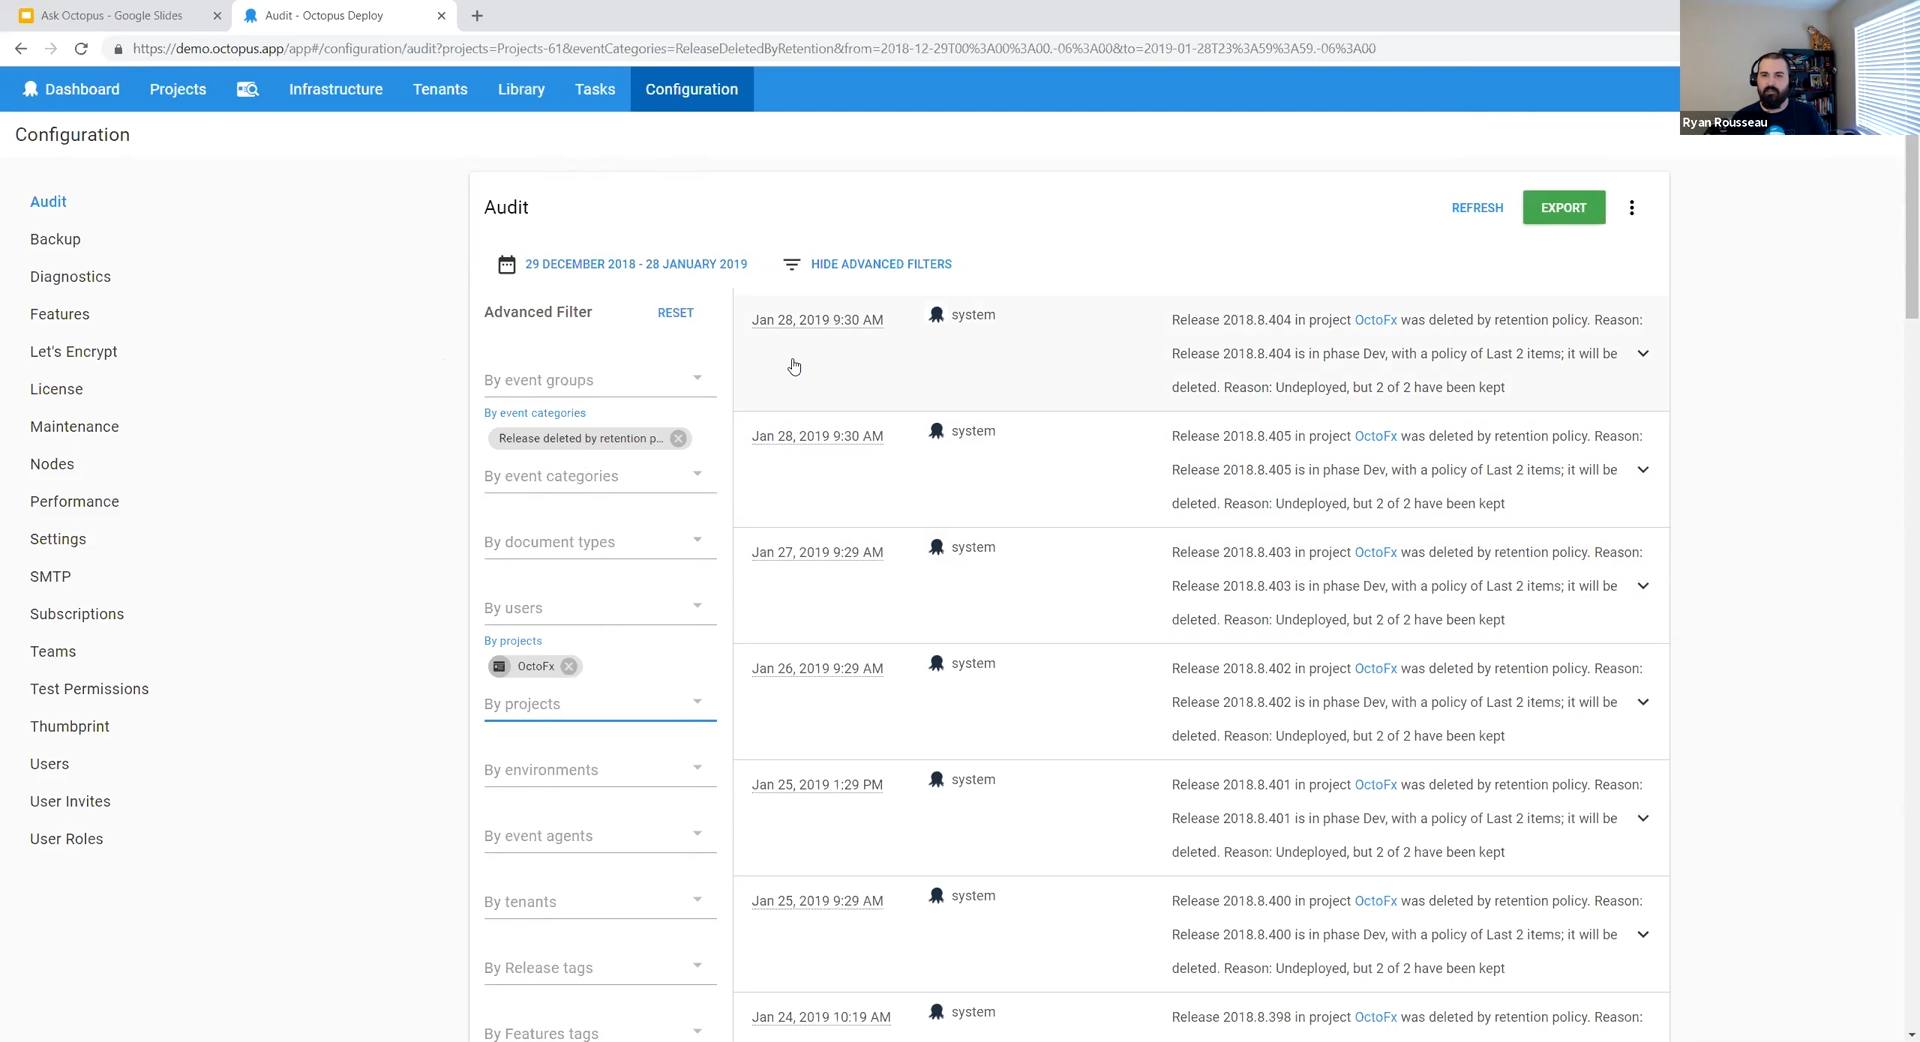 Ask Octopus - Google Slides
Audit - Octopus Deploy
https://demo.octopus.app/app#/configuration/audit?projects=Projects-61&eventCategories=ReleaseDeletedByRetention&from=2018-12-29T00%3A00%3A00.-06%3A00&to=2019-01-28T23%3A59%3A59.-06%3A00
Dashboard Projects Infrastructure Tenants Library Tasks Configuration
Ryan Rousseau
Configuration
Audit
Backup
Diagnostics
Features
Let's Encrypt
License
Maintenance
Nodes
Performance
Settings
SMTP
Subscriptions
Teams
Test Permissions
Thumbprint
Users
User Invites
User Roles
Audit
REFRESH
EXPORT
29 DECEMBER 2018 - 28 JANUARY 2019
HIDE ADVANCED FILTERS
Advanced Filter
RESET
By event groups
By event categories
Release deleted by retention p...
By event categories
By document types
By users
By projects
OctoFx
By projects
By environments
By event agents
By tenants
By Release tags
By Features tags
Jan 28, 2019 9:30 AM
system
Release 2018.8.404 in project OctoFx was deleted by retention policy. Reason:
Release 2018.8.404 is in phase Dev, with a policy of Last 2 items; it will be
deleted. Reason: Undeployed, but 2 of 2 have been kept
Jan 28, 2019 9:30 AM
system
Release 2018.8.405 in project OctoFx was deleted by retention policy. Reason:
Release 2018.8.405 is in phase Dev, with a policy of Last 2 items; it will be
deleted. Reason: Undeployed, but 2 of 2 have been kept
Jan 27, 2019 9:29 AM
system
Release 2018.8.403 in project OctoFx was deleted by retention policy. Reason:
Release 2018.8.403 is in phase Dev, with a policy of Last 2 items; it will be
deleted. Reason: Undeployed, but 2 of 2 have been kept
Jan 26, 2019 9:29 AM
system
Release 2018.8.402 in project OctoFx was deleted by retention policy. Reason:
Release 2018.8.402 is in phase Dev, with a policy of Last 2 items; it will be
deleted. Reason: Undeployed, but 2 of 2 have been kept
Jan 25, 2019 1:29 PM
system
Release 2018.8.401 in project OctoFx was deleted by retention policy. Reason:
Release 2018.8.401 is in phase Dev, with a policy of Last 2 items; it will be
deleted. Reason: Undeployed, but 2 of 2 have been kept
Jan 25, 2019 9:29 AM
system
Release 2018.8.400 in project OctoFx was deleted by retention policy. Reason:
Release 2018.8.400 is in phase Dev, with a policy of Last 2 items; it will be
deleted. Reason: Undeployed, but 2 of 2 have been kept
Jan 24, 2019 10:19 AM
system
Release 2018.8.398 in project OctoFx was deleted by retention policy. Reason: